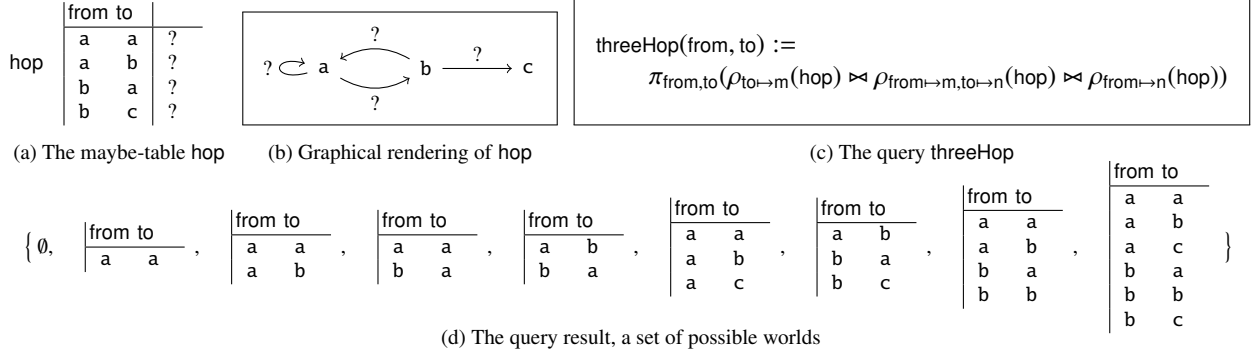 from to
hop
a a ?
a b ?
b a ?
b c ?
(a) The maybe-table hop
? a ? ? b ? c
(b) Graphical rendering of hop
threeHop(from, to) :=
π_from,to(ρ_to↦m(hop) ⋈ ρ_from↦m,to↦n(hop) ⋈ ρ_from↦n(hop))
(c) The query threeHop
{ ∅,
from to
a a
,
from to
a a
a b
,
from to
a a
b a
,
from to
a b
b a
,
from to
a a
a b
a c
,
from to
a b
b a
b c
,
from to
a a
a b
b a
b b
,
from to
a a
a b
a c
b a
b b
b c
}
(d) The query result, a set of possible worlds